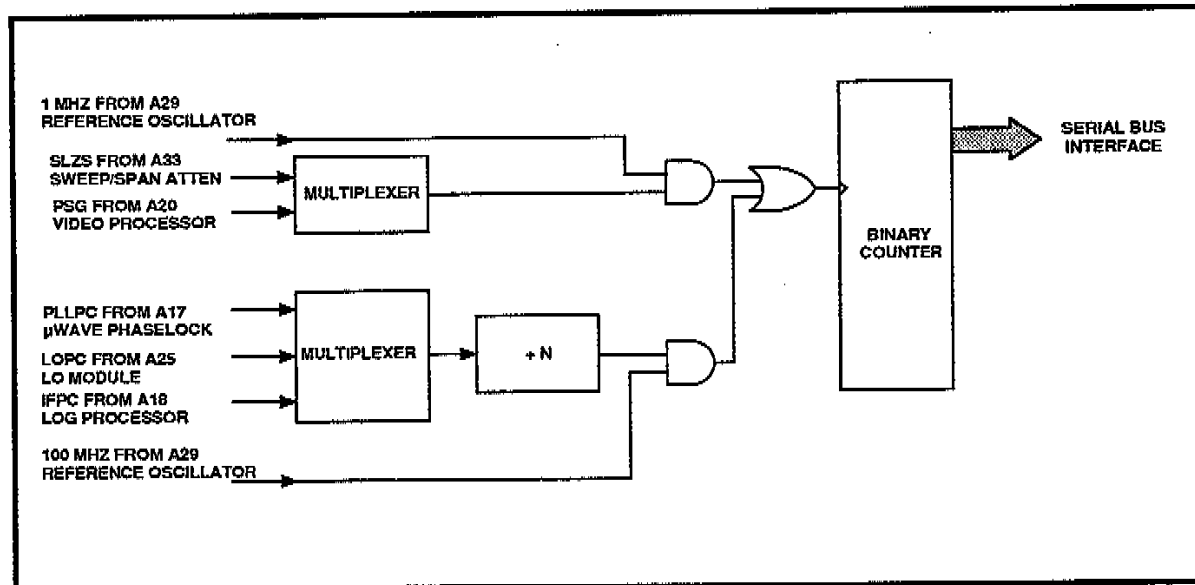 1 MHZ FROM A29
REFERENCE OSCILLATOR
SLZS FROM A33
SWEEP/SPAN ATTEN
PSG FROM A20
VIDEO PROCESSOR
MULTIPLEXER
PLLPC FROM A17
µWAVE PHASELOCK
LOPC FROM A25
LO MODULE
IFPC FROM A18
LOG PROCESSOR
MULTIPLEXER
÷ N
100 MHZ FROM A29
REFERENCE OSCILLATOR
BINARY
COUNTER
SERIAL BUS
INTERFACE